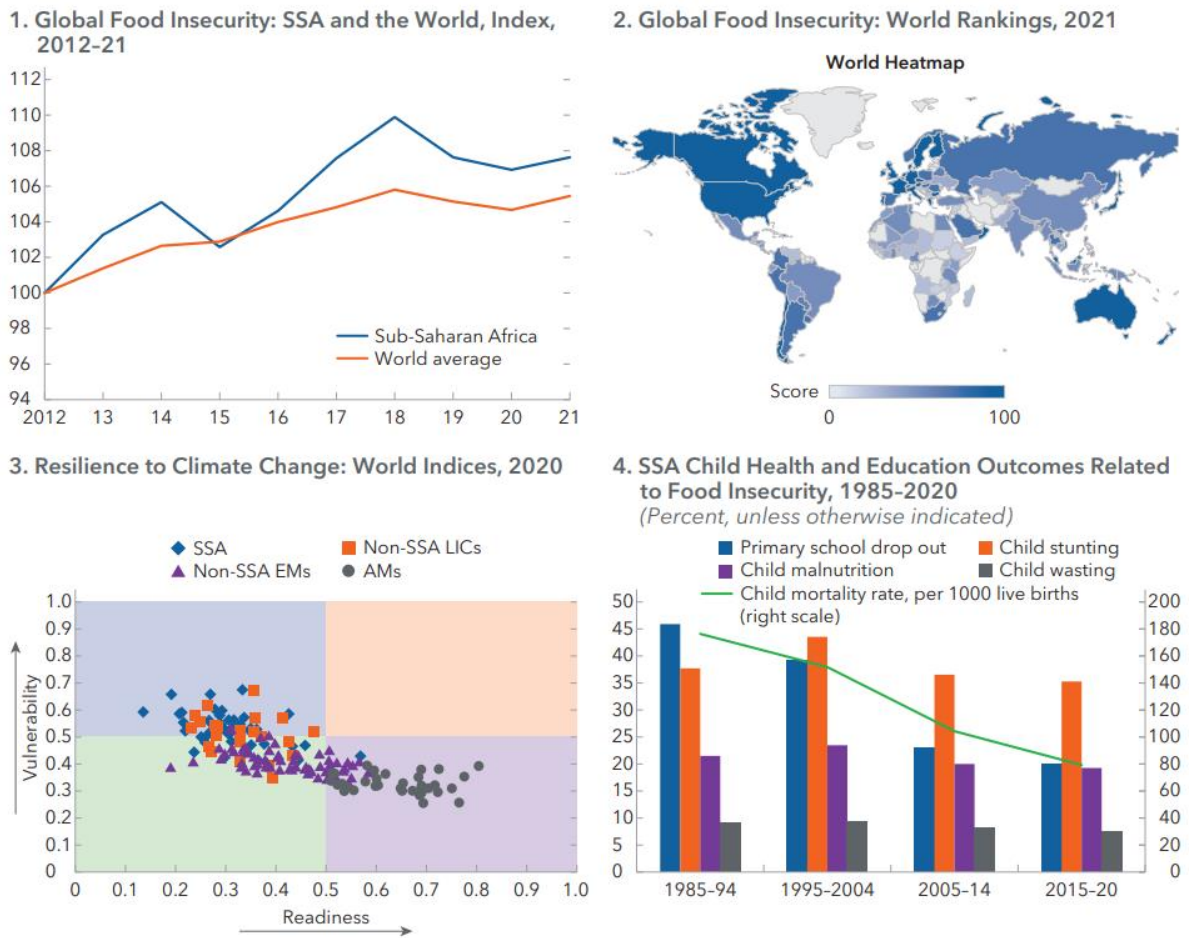 1. Global Food Insecurity: SSA and the World, Index,
2012–21
112
110
108
106
104
102
100
98
96
94
Sub-Saharan Africa
World average
2012 13 14 15 16 17 18 19 20 21
2. Global Food Insecurity: World Rankings, 2021
World Heatmap
Score
0 100
3. Resilience to Climate Change: World Indices, 2020
SSA Non-SSA LICs
Non-SSA EMs AMs
Vulnerability
1.0
0.9
0.8
0.7
0.6
0.5
0.4
0.3
0.2
0.1
0
0 0.1 0.2 0.3 0.4 0.5 0.6 0.7 0.8 0.9 1.0
Readiness
4. SSA Child Health and Education Outcomes Related
to Food Insecurity, 1985–2020
(Percent, unless otherwise indicated)
Primary school drop out Child stunting
Child malnutrition Child wasting
Child mortality rate, per 1000 live births
(right scale)
50 200
45 180
40 160
35 140
30 120
25 100
20 80
15 60
10 40
5 20
0 0
1985–94 1995–2004 2005–14 2015–20